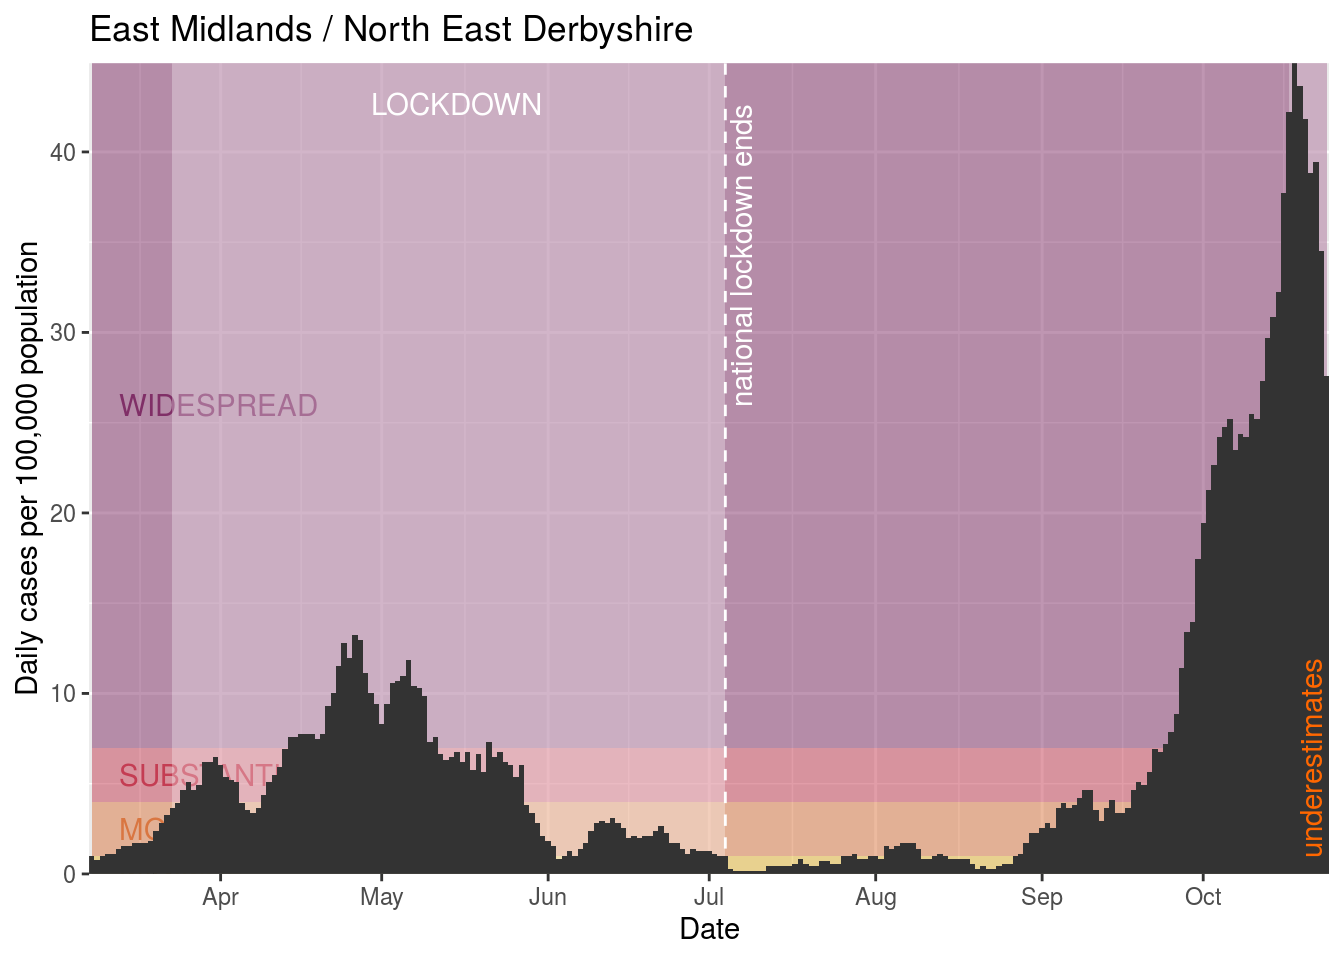 East Midlands / North East Derbyshire
Daily cases per 100,000 population
40
30
20
10
0
LOCKDOWN
national lockdown ends
WIDESPREAD
underestimates
Apr
May
Jun
Jul
Aug
Sep
Oct
Date